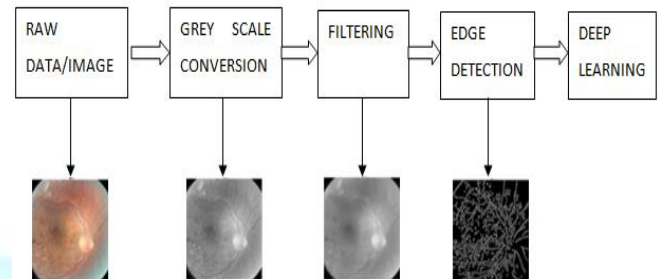 RAW
DATA/IMAGE
GREY SCALE
CONVERSION
FILTERING
EDGE
DETECTION
DEEP
LEARNING